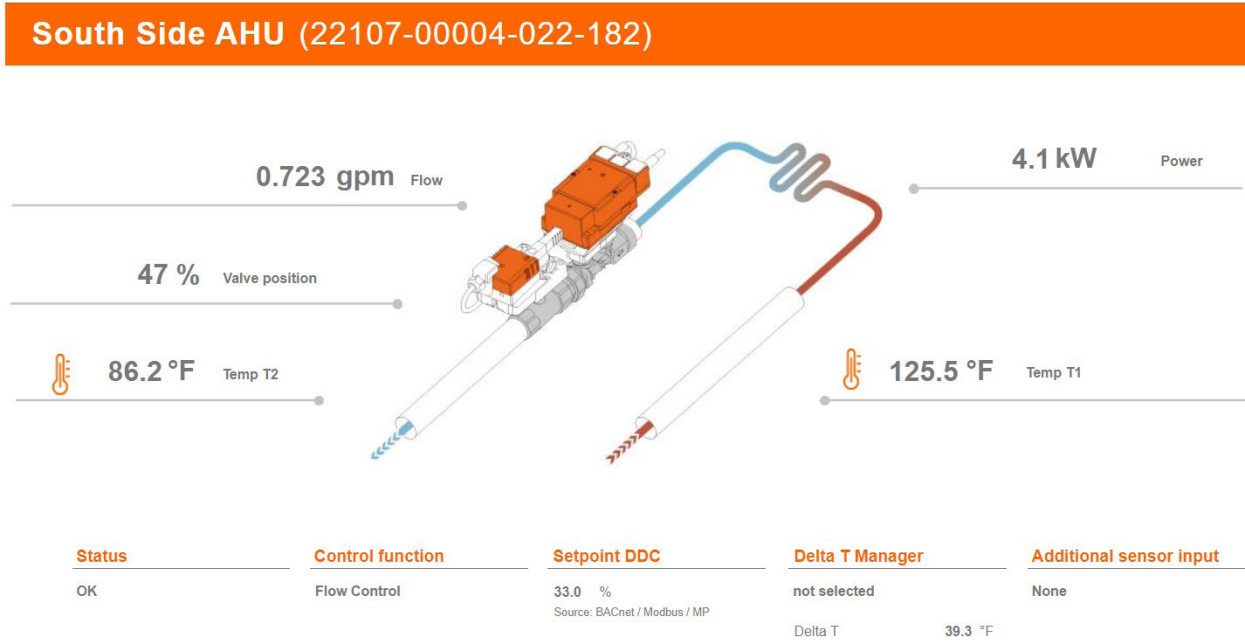 South Side AHU (22107-00004-022-182)
0.723 gpm Flow
4.1 kW Power
47 % Valve position
86.2 °F Temp T2
125.5 °F Temp T1
Status Control function Setpoint DDC Delta T Manager Additional sensor input
OK Flow Control 33.0 % not selected None
Source: BACnet / Modbus / MP
Delta T 39.3 °F